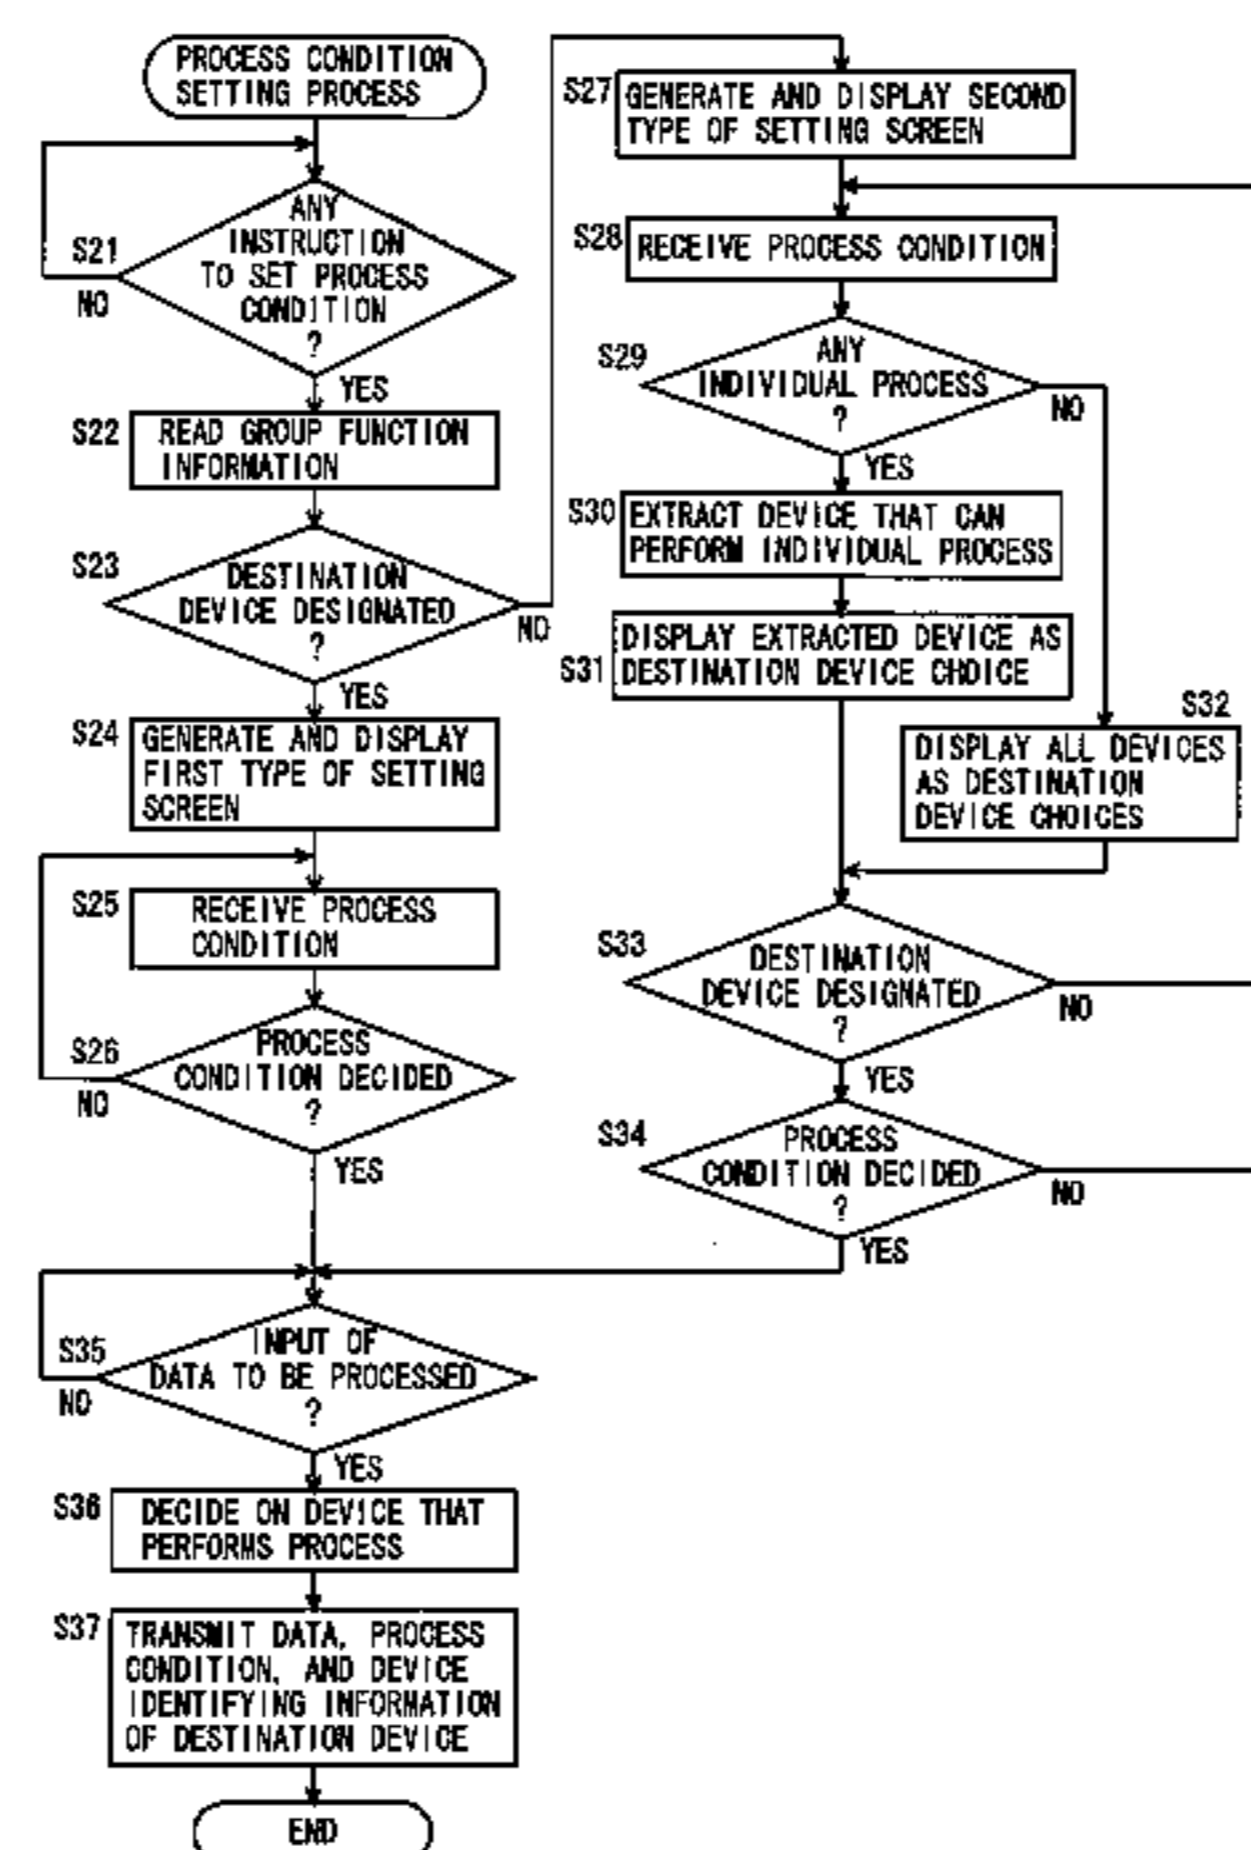 PROCESS CONDITION
SETTING PROCESS
S21
ANY
INSTRUCTION
TO SET PROCESS
CONDITION
?
NO
YES
S22
READ GROUP FUNCTION
INFORMATION
S23
DESTINATION
DEVICE DESIGNATED
?
NO
YES
S24
GENERATE AND DISPLAY
FIRST TYPE OF SETTING
SCREEN
S25
RECEIVE PROCESS
CONDITION
S26
PROCESS
CONDITION DECIDED
?
NO
YES
S27
GENERATE AND DISPLAY SECOND
TYPE OF SETTING SCREEN
S28
RECEIVE PROCESS CONDITION
S29
ANY
INDIVIDUAL PROCESS
?
NO
YES
S30
EXTRACT DEVICE THAT CAN
PERFORM INDIVIDUAL PROCESS
S31
DISPLAY EXTRACTED DEVICE AS
DESTINATION DEVICE CHOICE
S32
DISPLAY ALL DEVICES
AS DESTINATION
DEVICE CHOICES
S33
DESTINATION
DEVICE DESIGNATED
?
NO
YES
S34
PROCESS
CONDITION DECIDED
?
NO
YES
S35
INPUT OF
DATA TO BE PROCESSED
?
NO
YES
S36
DECIDE ON DEVICE THAT
PERFORMS PROCESS
S37
TRANSMIT DATA, PROCESS
CONDITION, AND DEVICE
IDENTIFYING INFORMATION
OF DESTINATION DEVICE
END